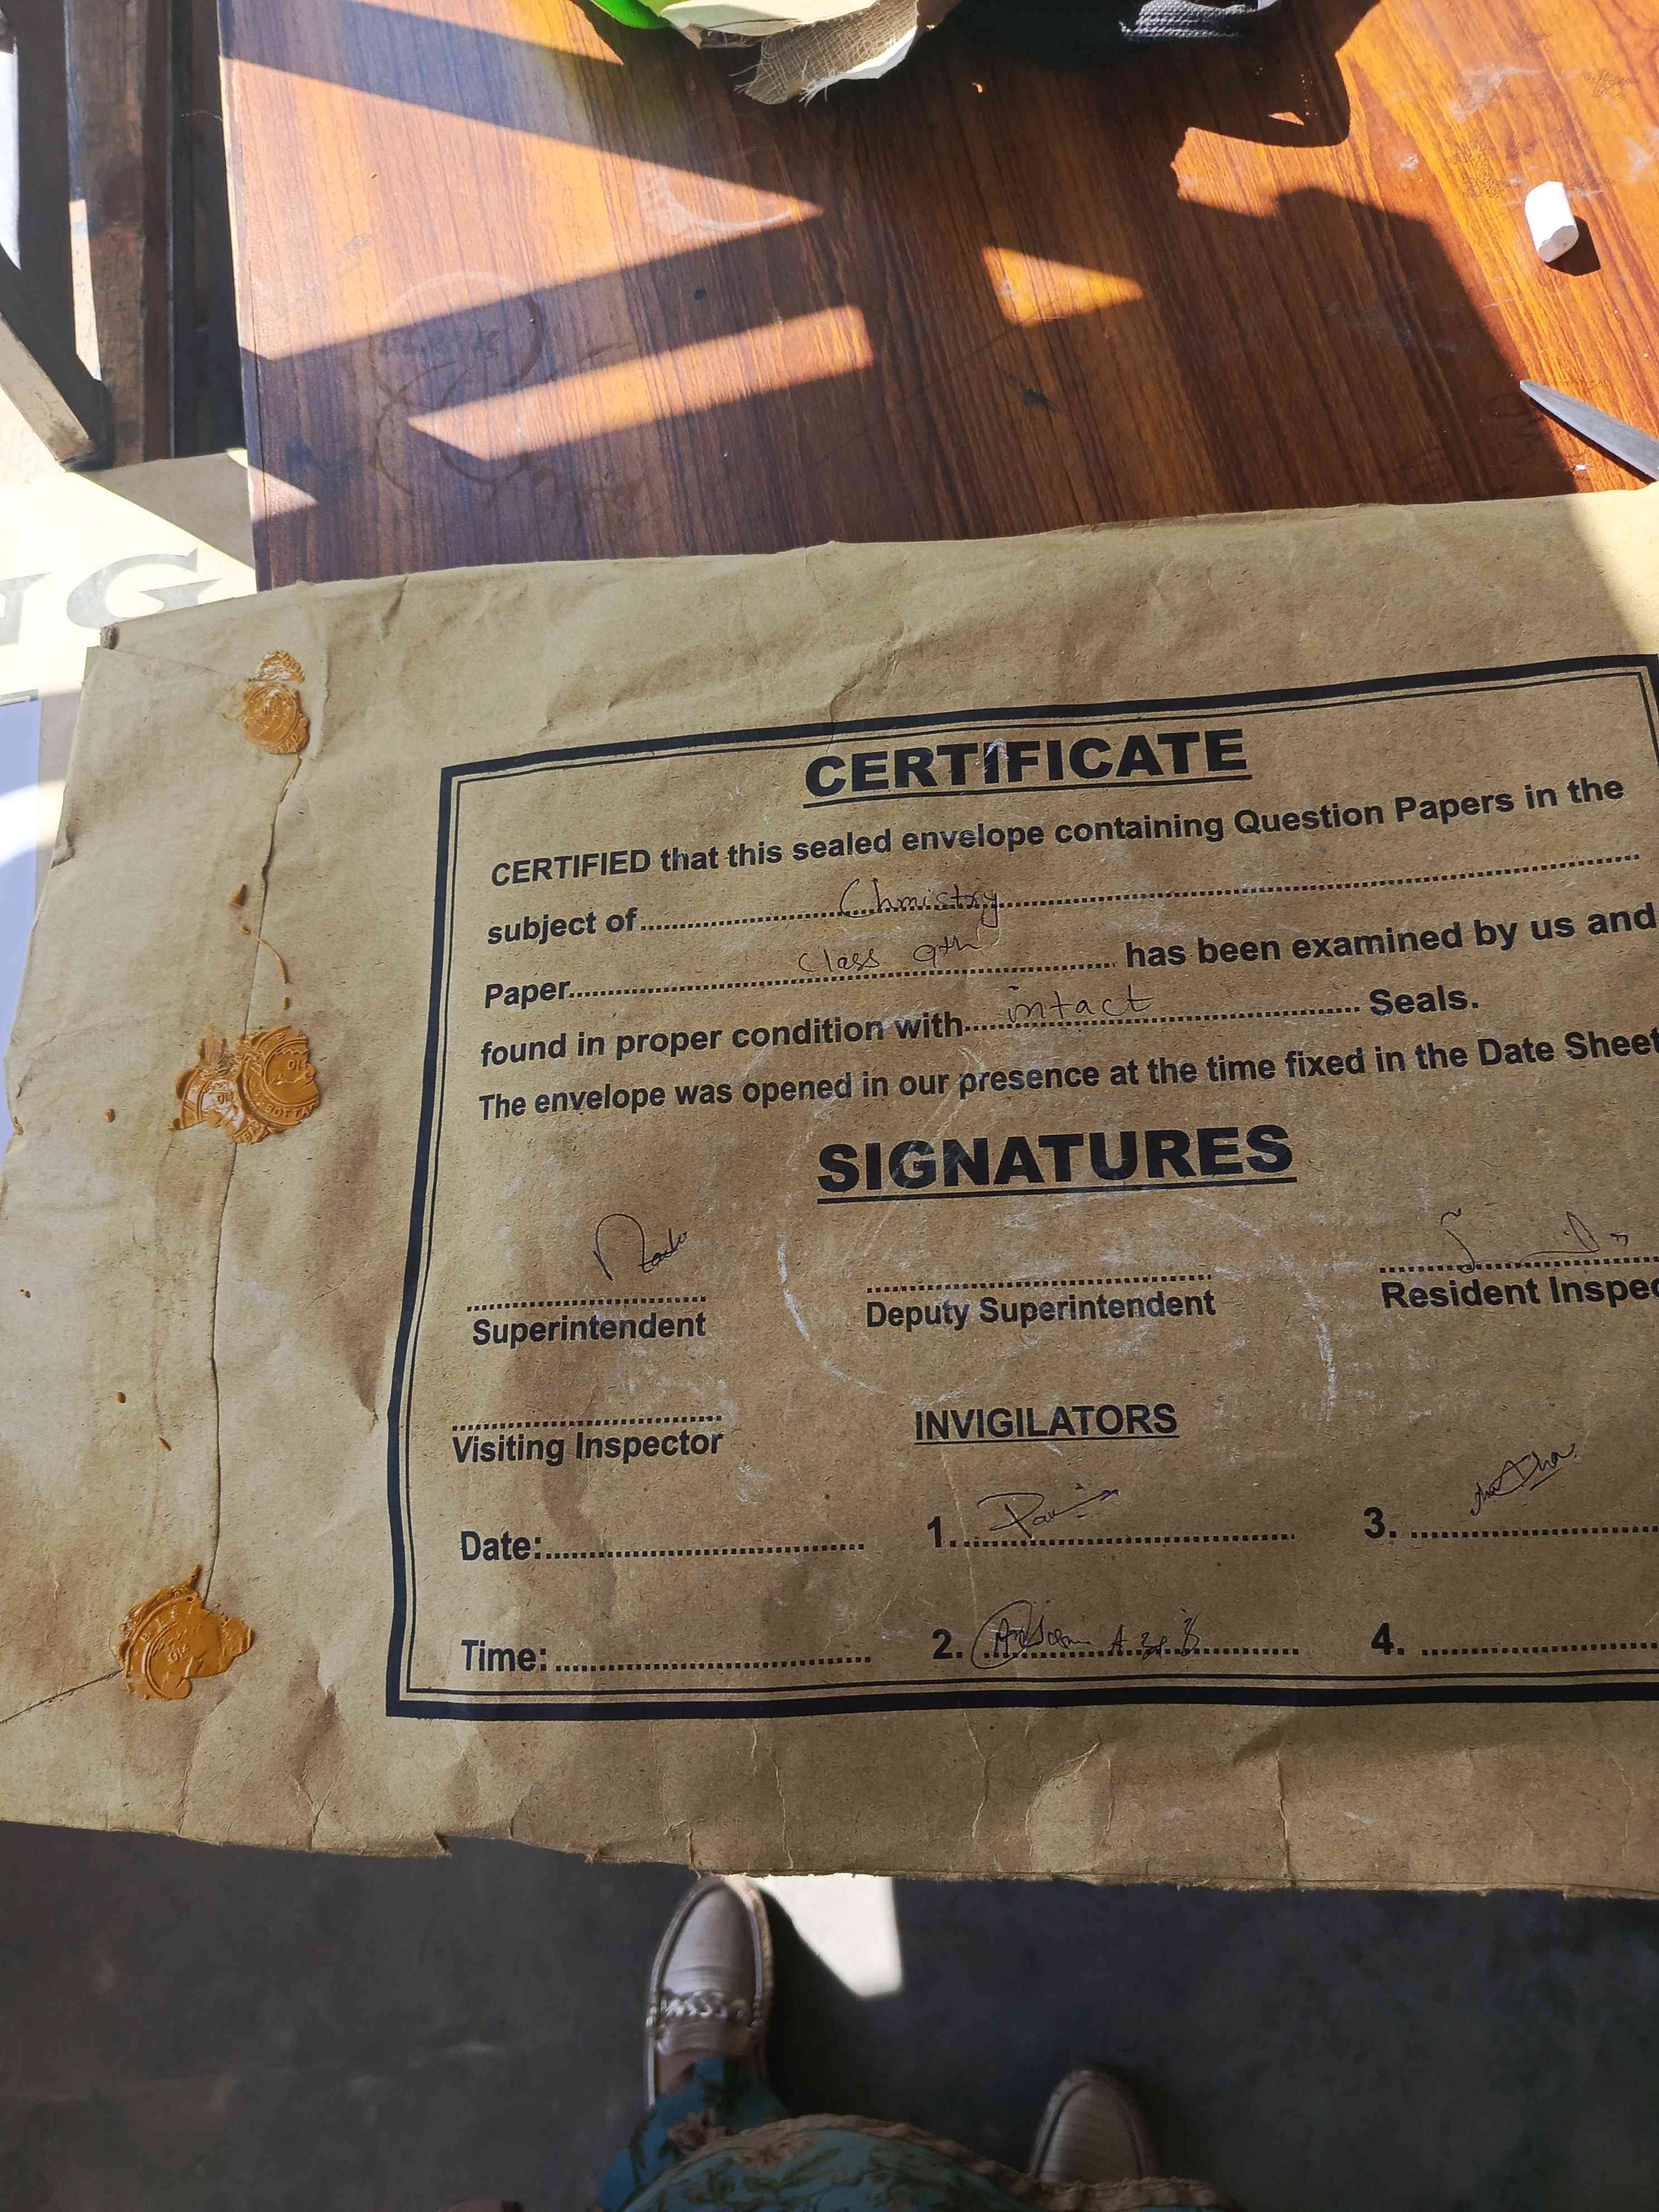 NG
CERTIFICATE
CERTIFIED that this sealed envelope containing Question Papers in the
subject of Chmistry
Paper Class 9th has been examined by us and
found in proper condition with intact Seals.
The envelope was opened in our presence at the time fixed in the Date Sheet
SIGNATURES
Superintendent Deputy Superintendent Resident Inspec
Visiting Inspector INVIGILATORS
Date: 1. 3.
Time: 2. 4.